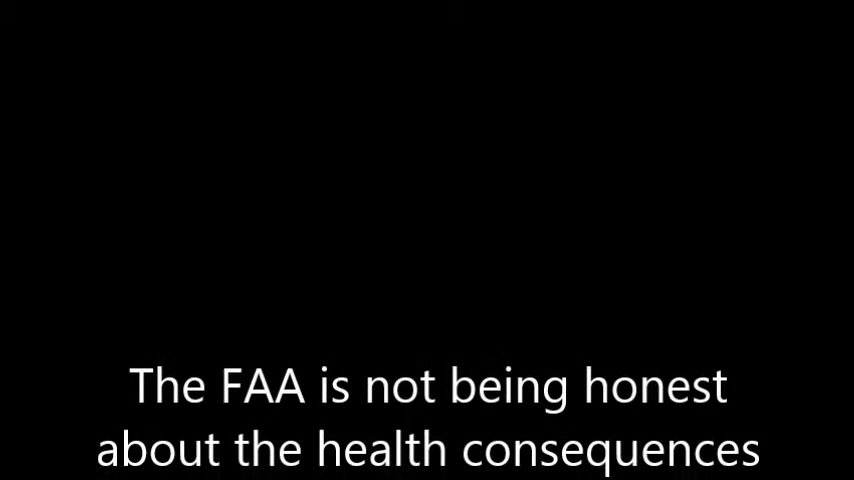 The FAA is not being honest
about the health consequences